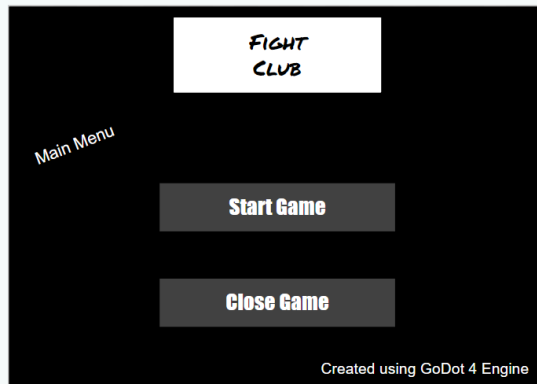 Fight
Club
Main Menu
Start Game
Close Game
Created using GoDot 4 Engine